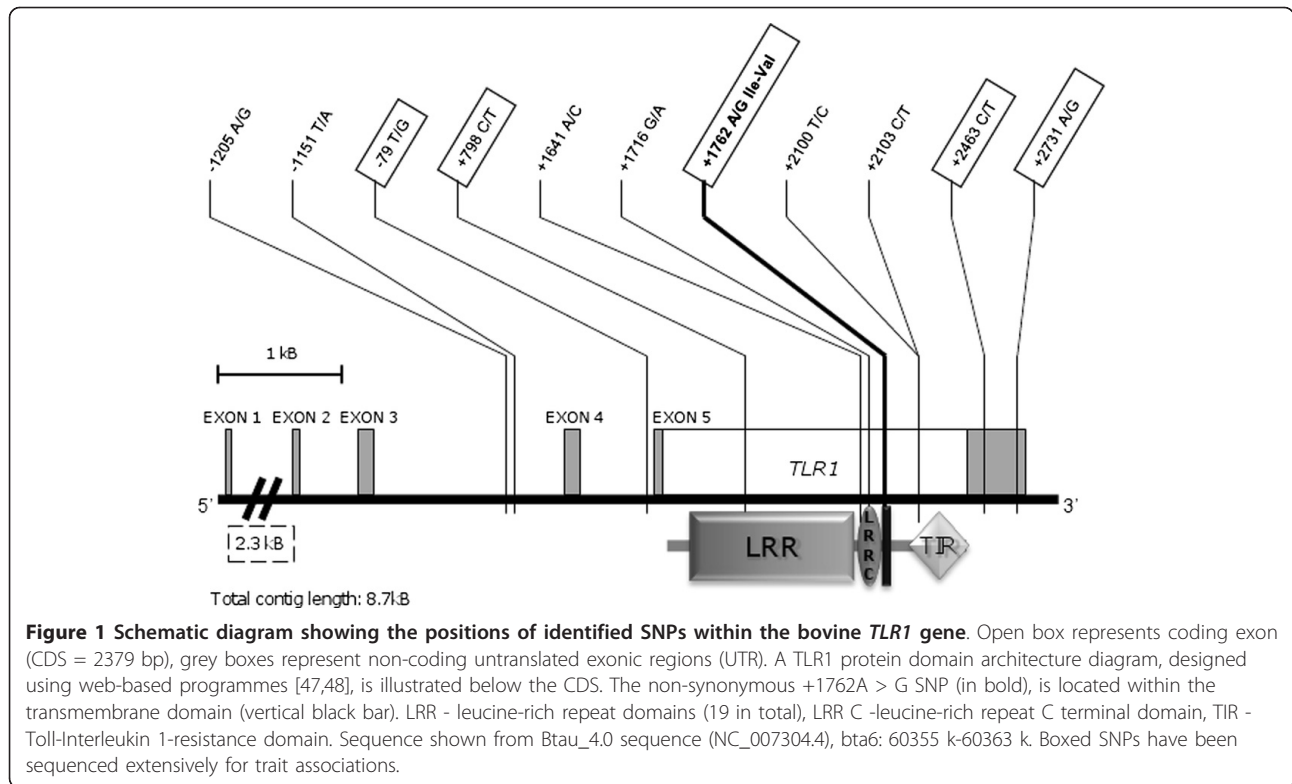 -1205 A/G
-1151 T/A
-79 T/G
+798 C/T
+1641 A/C
+1716 G/A
+1762 A/G Ile-Val
+2100 T/C
+2103 C/T
+2463 C/T
+2731 A/G
1 kB
EXON 1 EXON 2 EXON 3 EXON 4 EXON 5
TLR1
5' 3'
2.3 kB
LRR
LRRC
TIR
Total contig length: 8.7kB
Figure 1 Schematic diagram showing the positions of identified SNPs within the bovine TLR1 gene. Open box represents coding exon
(CDS = 2379 bp), grey boxes represent non-coding untranslated exonic regions (UTR). A TLR1 protein domain architecture diagram, designed
using web-based programmes [47,48], is illustrated below the CDS. The non-synonymous +1762A > G SNP (in bold), is located within the
transmembrane domain (vertical black bar). LRR - leucine-rich repeat domains (19 in total), LRR C -leucine-rich repeat C terminal domain, TIR -
Toll-Interleukin 1-resistance domain. Sequence shown from Btau_4.0 sequence (NC_007304.4), bta6: 60355 k-60363 k. Boxed SNPs have been
sequenced extensively for trait associations.